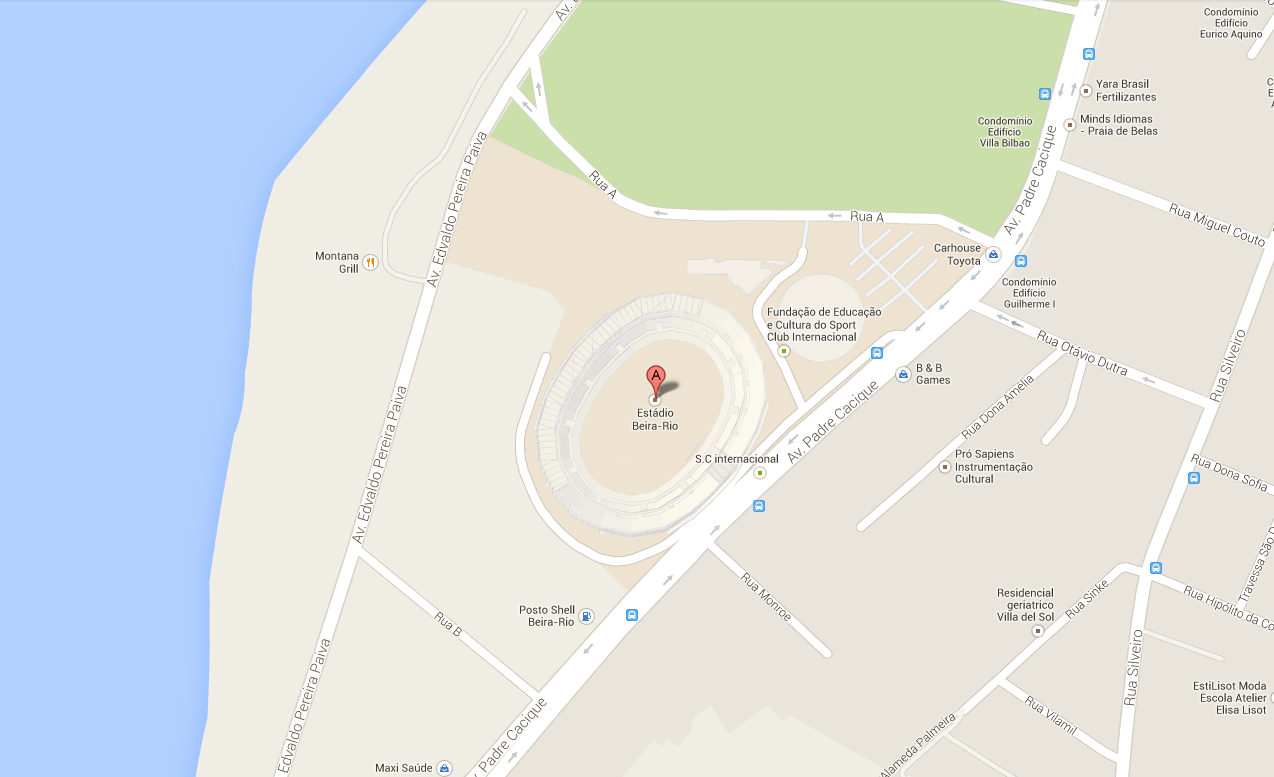 Condomínio
Edifício
Eurico Aquino
Av. E
Yara Brasil
Fertilizantes
Minds Idiomas
- Praia de Belas
Condomínio
Edifício
Villa Bilbao
Av. Edvaldo Pereira Paiva
Rua A
Rua A
Av. Padre Cacique
Rua Miguel Couto
Montana
Grill
Carhouse
Toyota
Condomínio
Edifício
Guilherme I
Fundação de Educação
e Cultura do Sport
Club Internacional
Rua Otávio Dutra
Rua Silveiro
A
B & B
Games
Rua Dona Amélia
Estádio
Beira-Rio
Av. Padre Cacique
Av. Edvaldo Pereira Paiva
S.C internacional
Pró Sapiens
Instrumentação
Cultural
Rua Dona Sofia
Travessa São D
Rua Monroe
Residencial
geriatrico
Villa del Sol
Rua Sinke
Rua Hipólito da Co
Posto Shell
Beira-Rio
Rua B
Edvaldo Pereira Paiva
Rua Silveiro
EstiLisot Moda
Escola Atelier
Elisa Lisot
Rua Vilamil
Alameda Palmeira
Padre Cacique
Maxi Saúde